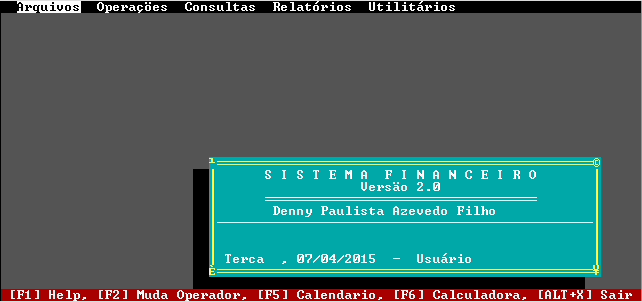 Arquivos Operações Consultas Relatórios Utilitários
S I S T E M A F I N A N C E I R O
Versäo 2.0
Denny Paulista Azevedo Filho
Terca , 07/04/2015 - Usuário
[F1] Help, [F2] Muda Operador, [F5] Calendario, [F6] Calculadora, [ALT+X] Sair